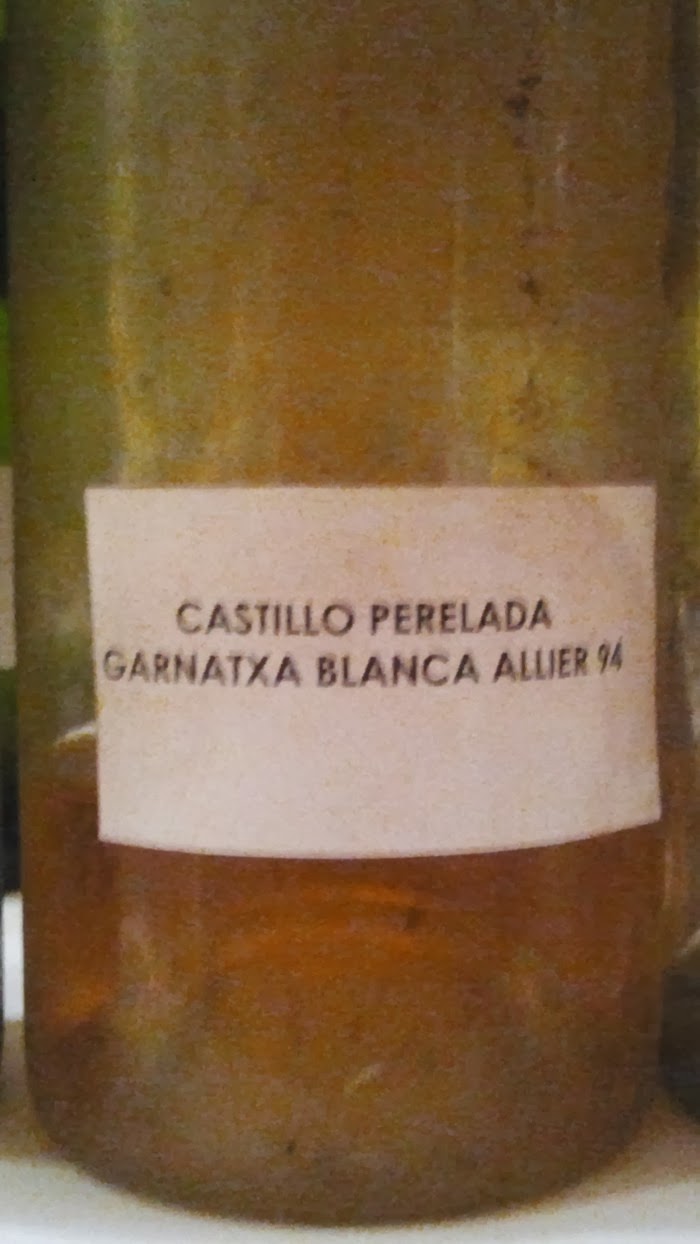 CASTILLO PERELADA
GARNATXA BLANCA ALLIER 94